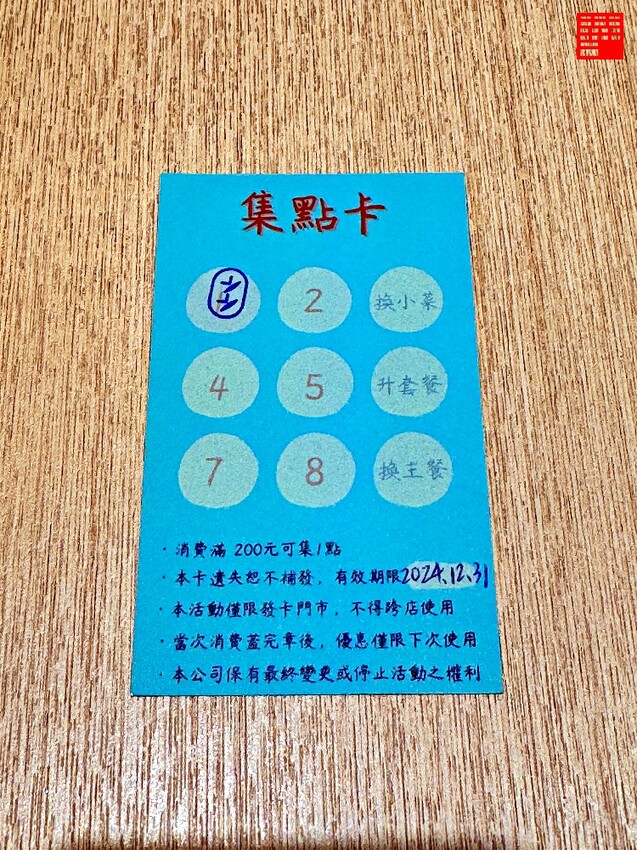 集點卡
2 換小菜
4 5 升套餐
7 8 換主餐
・消費滿 200元可集1點
・本卡遺失恕不補發，有效期限2024.12.31
・本活動僅限發卡門市，不得跨店使用
・當次消費蓋完章後，優惠僅限下次使用
・本公司保有最終變更或停止活動之權利